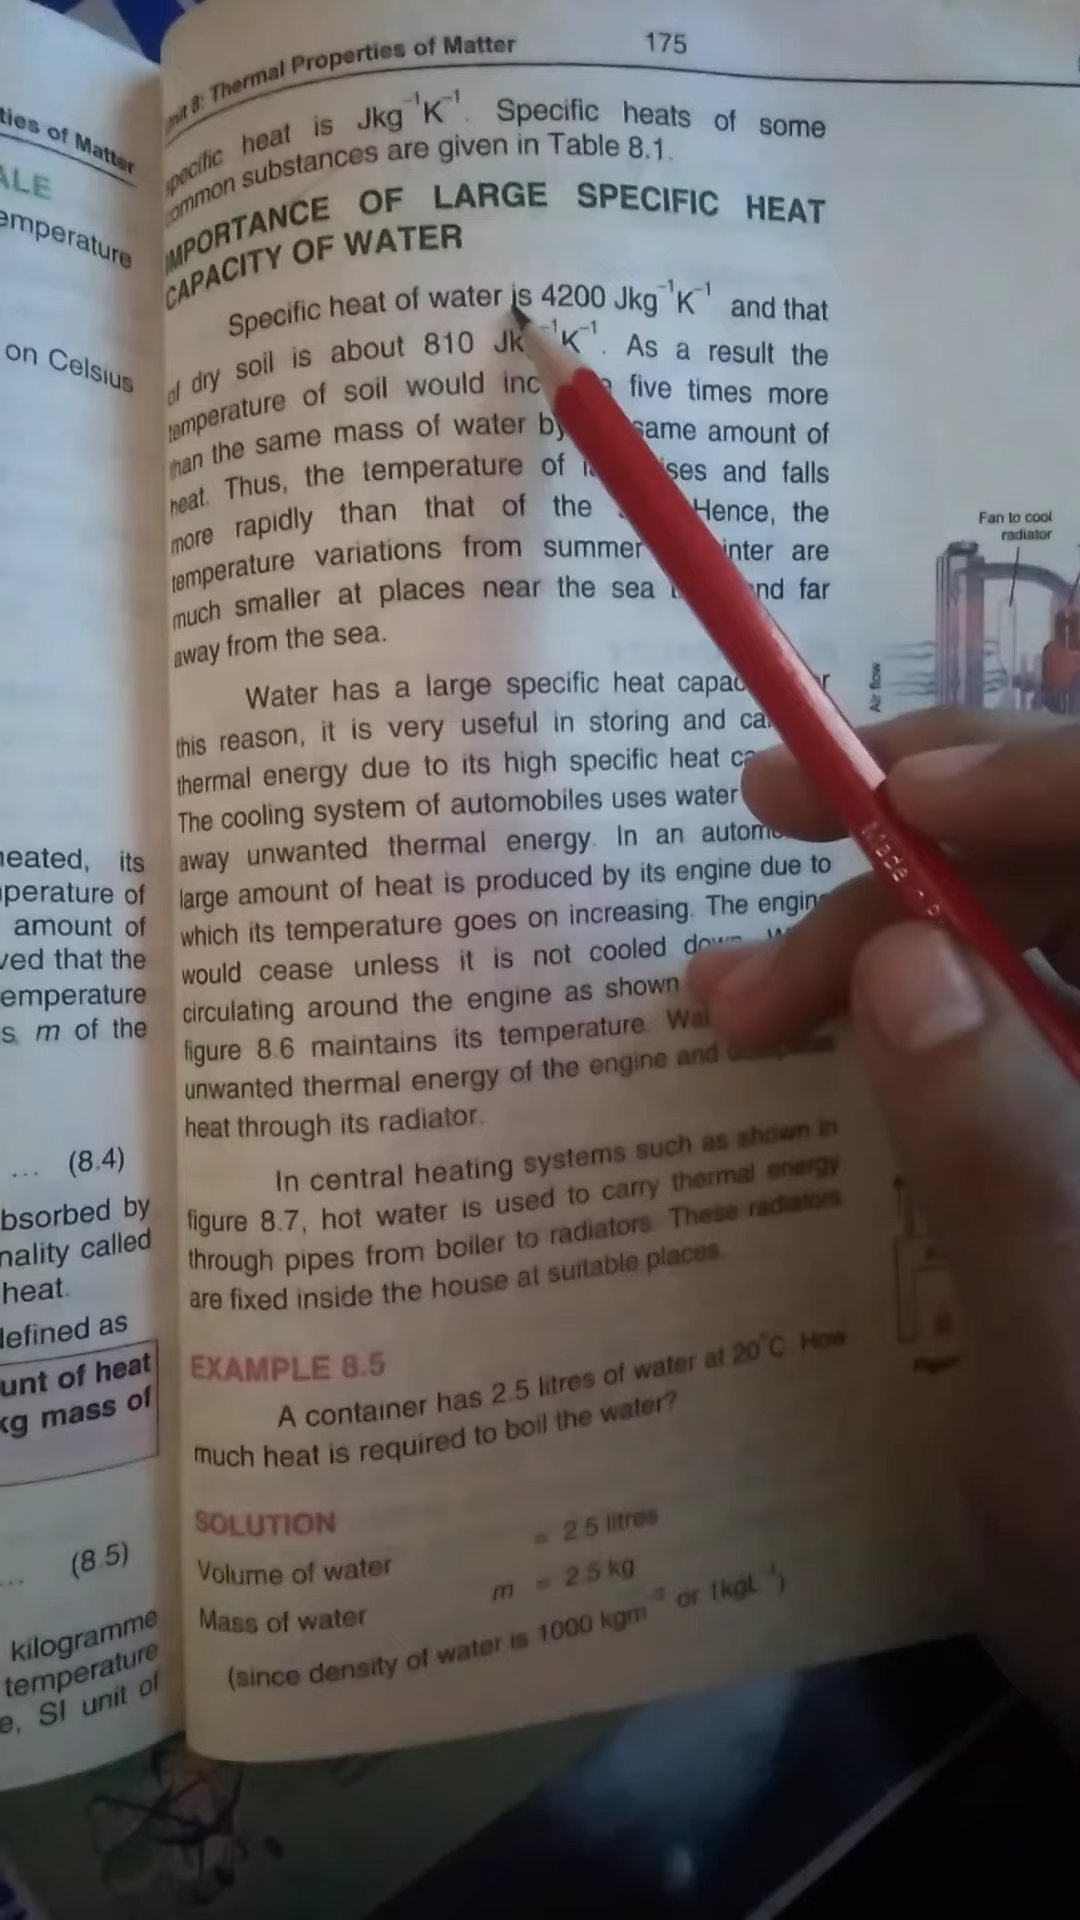 ties of Matter
ALE
emperature
on Celsius
heated, its
perature of
amount of
ved that the
emperature
s, m of the
... (8.4)
bsorbed by
nality called
heat.
defined as
unt of heat
kg mass of
... (8.5)
kilogramme
temperature
e, SI unit of
Unit 8: Thermal Properties of Matter 175
specific heat is Jkg⁻¹K⁻¹. Specific heats of some
common substances are given in Table 8.1.
IMPORTANCE OF LARGE SPECIFIC HEAT
CAPACITY OF WATER
Specific heat of water is 4200 Jkg⁻¹K⁻¹ and that
of dry soil is about 810 Jk ⁻¹K⁻¹. As a result the
temperature of soil would inc five times more
than the same mass of water by same amount of
heat. Thus, the temperature of ses and falls
more rapidly than that of the Hence, the
temperature variations from summer inter are
much smaller at places near the sea nd far
away from the sea.
Water has a large specific heat capac r
this reason, it is very useful in storing and ca
thermal energy due to its high specific heat ca
The cooling system of automobiles uses water
away unwanted thermal energy. In an autom
large amount of heat is produced by its engine due to
which its temperature goes on increasing. The engine
would cease unless it is not cooled down. W
circulating around the engine as shown
figure 8.6 maintains its temperature. Wat
unwanted thermal energy of the engine and
heat through its radiator.
In central heating systems such as shown in
figure 8.7, hot water is used to carry thermal energy
through pipes from boiler to radiators. These radiators
are fixed inside the house at suitable places.
EXAMPLE 8.5
A container has 2.5 litres of water at 20°C. How
much heat is required to boil the water?
SOLUTION
Volume of water = 2.5 litres
Mass of water m = 2.5 kg
(since density of water is 1000 kgm⁻³ or 1kgL⁻¹)
Fan to cool
radiator
Air flow
Figure
Made in P